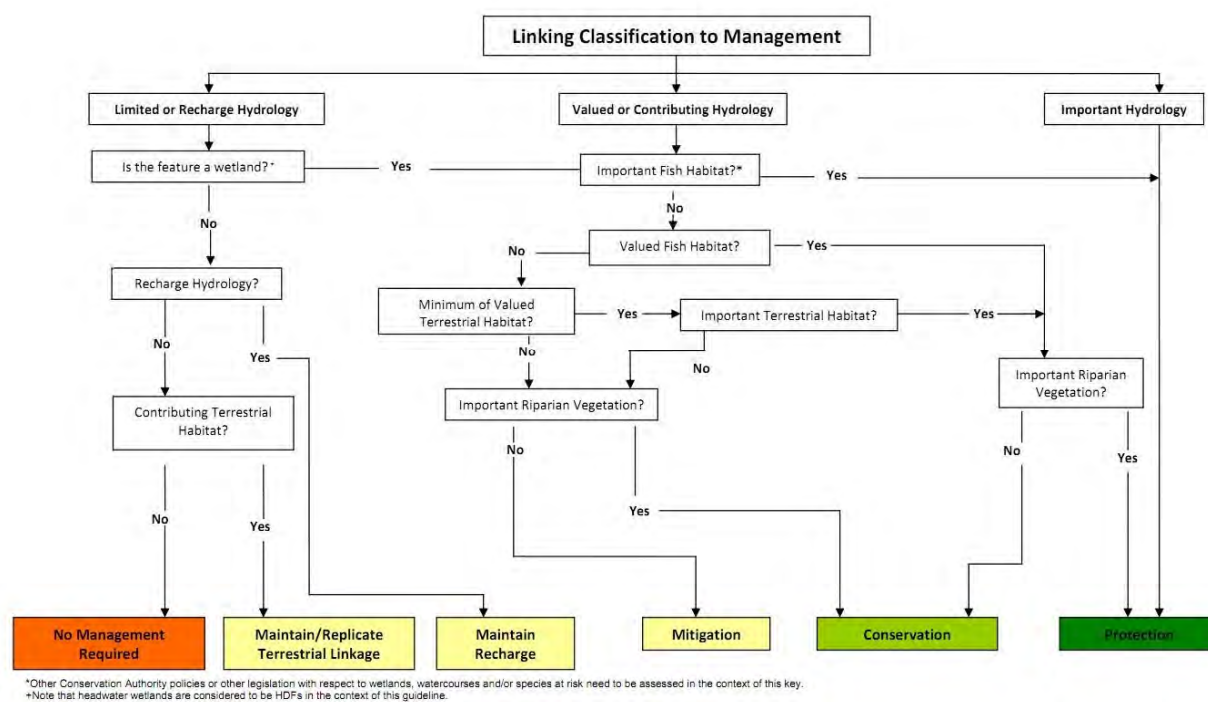 Linking Classification to Management
Limited or Recharge Hydrology
Valued or Contributing Hydrology
Important Hydrology
Is the feature a wetland?+
Yes
Important Fish Habitat?*
Yes
No
No
No
Valued Fish Habitat?
Yes
Recharge Hydrology?
Minimum of Valued
Terrestrial Habitat?
Yes
Important Terrestrial Habitat?
Yes
No
Yes
No
No
Important Riparian
Vegetation?
Contributing Terrestrial
Habitat?
Important Riparian Vegetation?
No
No
Yes
No
Yes
Yes
No Management
Required
Maintain/Replicate
Terrestrial Linkage
Maintain
Recharge
Mitigation
Conservation
Protection
*Other Conservation Authority policies or other legislation with respect to wetlands, watercourses and/or species at risk need to be assessed in the context of this key.
+Note that headwater wetlands are considered to be HDFs in the context of this guideline.